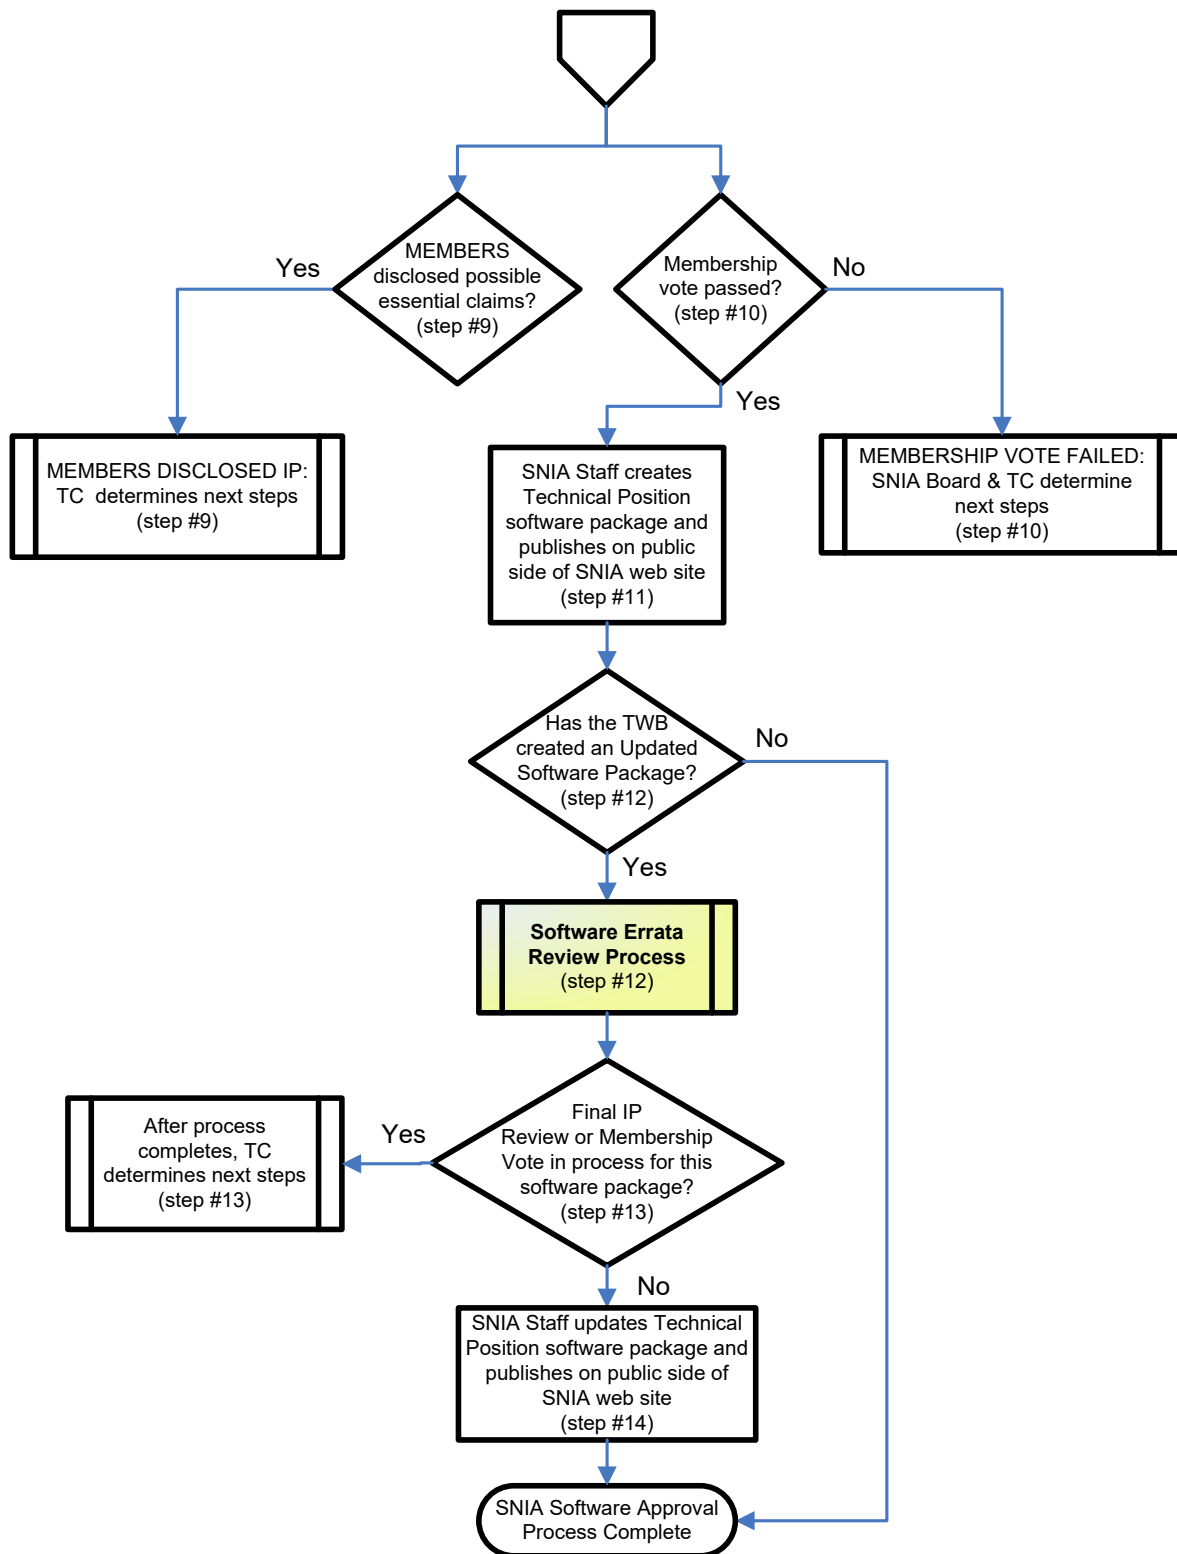 MEMBERS
disclosed possible
essential claims?
(step #9)
Yes
Membership
vote passed?
(step #10)
No
Yes
MEMBERS DISCLOSED IP:
TC determines next steps
(step #9)
SNIA Staff creates
Technical Position
software package and
publishes on public
side of SNIA web site
(step #11)
MEMBERSHIP VOTE FAILED:
SNIA Board & TC determine
next steps
(step #10)
Has the TWB
created an Updated
Software Package?
(step #12)
No
Yes
Software Errata
Review Process
(step #12)
Final IP
Review or Membership
Vote in process for this
software package?
(step #13)
Yes
After process
completes, TC
determines next steps
(step #13)
No
SNIA Staff updates Technical
Position software package and
publishes on public side of
SNIA web site
(step #14)
SNIA Software Approval
Process Complete